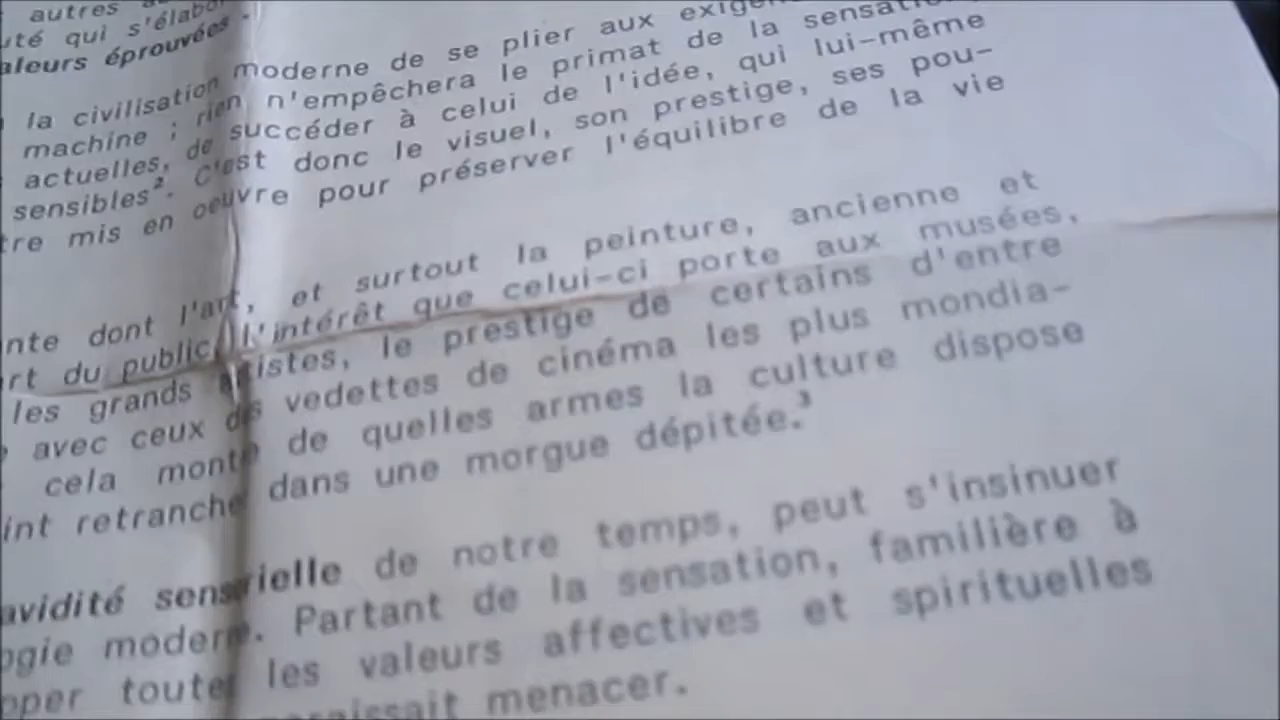 autres
uté qui s'élabo
aleurs éprouvées -
la civilisation moderne de se plier aux exige
machine ; rien n'empêchera le primat de la sensatio
actuelles, de succéder à celui de l'idée, qui lui-même
sensibles². C'est donc le visuel, son prestige, ses pou-
tre mis en oeuvre pour préserver l'équilibre de la vie
nte dont l'art, et surtout la peinture, ancienne et
rt du public, l'intérêt que celui-ci porte aux musées,
les grands artistes, le prestige de certains d'entre
avec ceux des vedettes de cinéma les plus mondia-
cela montre de quelles armes la culture dispose
int retranche dans une morgue dépitée.³
avidité sensorielle de notre temps, peut s'insinuer
ogie moderne. Partant de la sensation, familière à
pper toutes les valeurs affectives et spirituelles
paraissait menacer.